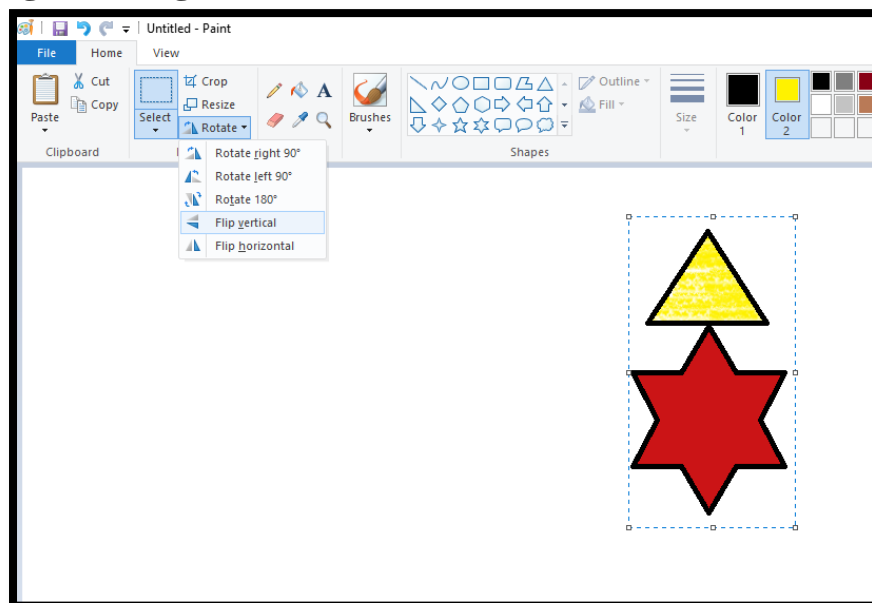 Untitled - Paint
File Home View
Paste
Cut
Copy
Clipboard
Select
Crop
Resize
Rotate
A
Brushes
Shapes
Outline
Fill
Size
Color 1
Color 2
Rotate right 90°
Rotate left 90°
Rotate 180°
Flip vertical
Flip horizontal